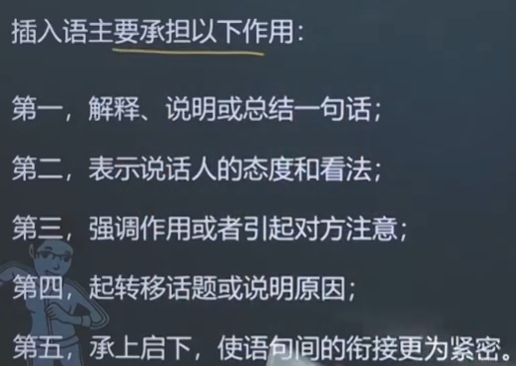 插入语主要承担以下作用：
第一，解释、说明或总结一句话；
第二，表示说话人的态度和看法；
第三，强调作用或者引起对方注意；
第四，起转移话题或说明原因；
第五，承上启下，使语句间的衔接更为紧密。